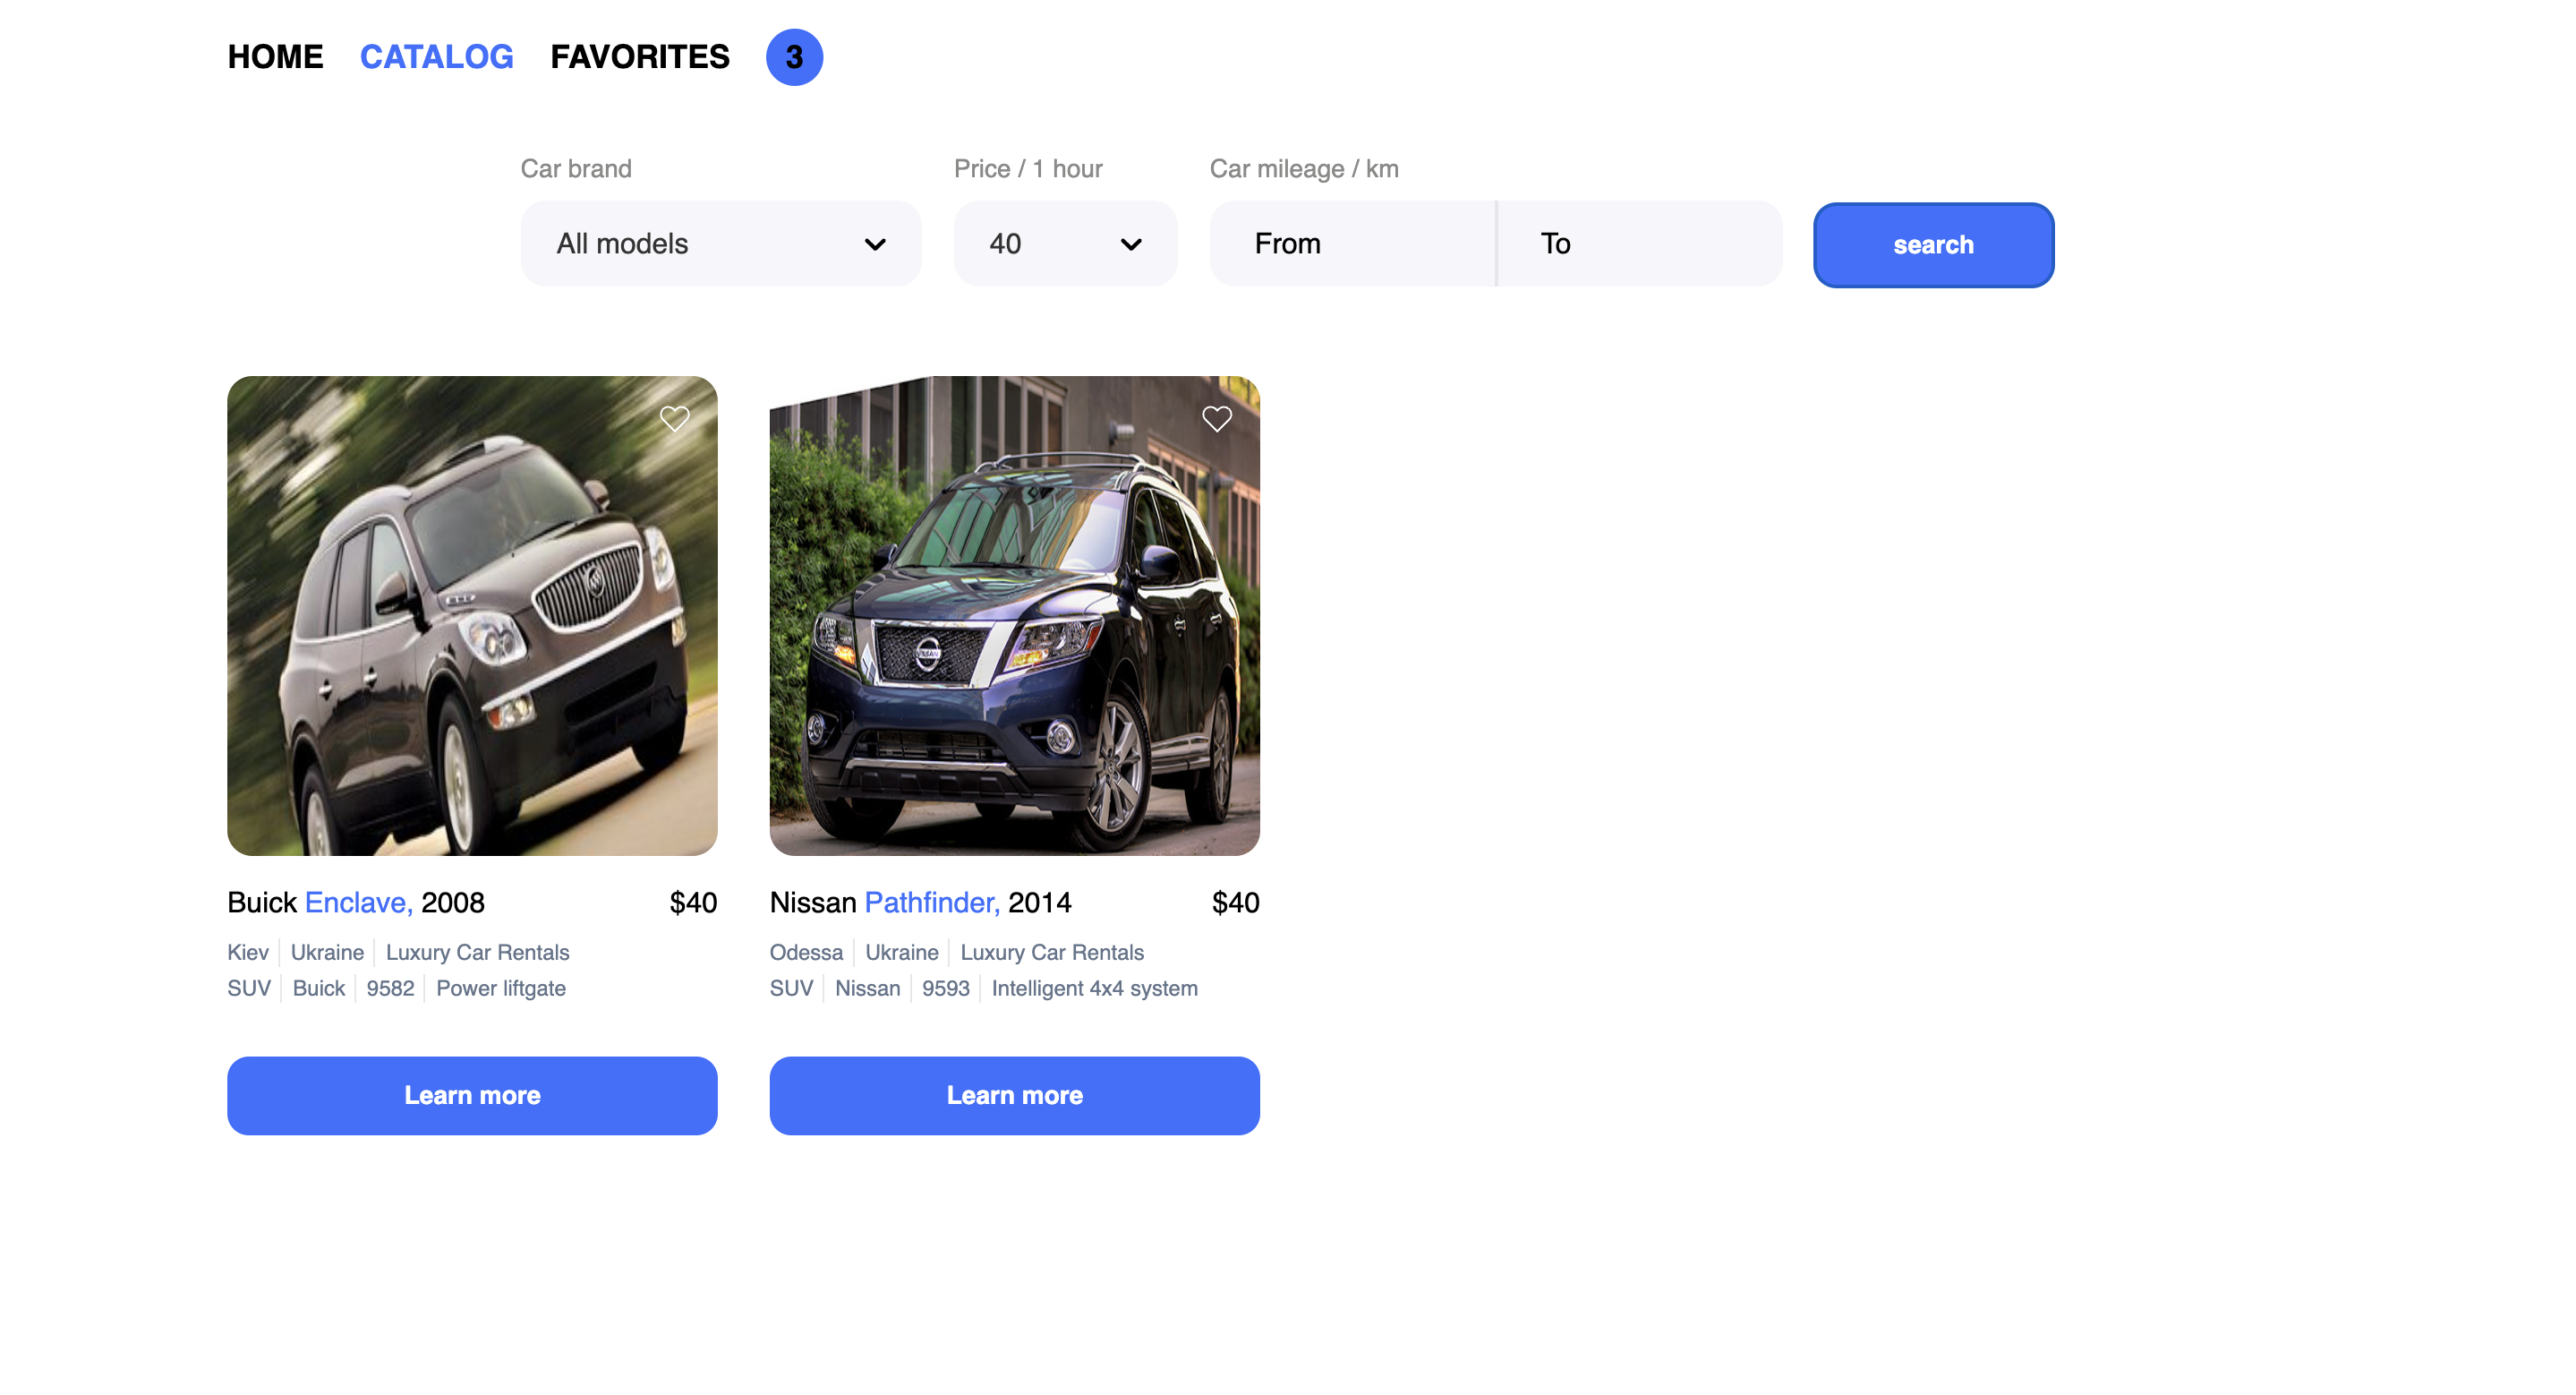 HOME CATALOG FAVORITES 3
Car brand Price / 1 hour Car mileage / km
All models 40 From To search
Buick Enclave, 2008 $40
Kiev Ukraine Luxury Car Rentals
SUV Buick 9582 Power liftgate
Learn more
NISSAN
Nissan Pathfinder, 2014 $40
Odessa Ukraine Luxury Car Rentals
SUV Nissan 9593 Intelligent 4x4 system
Learn more